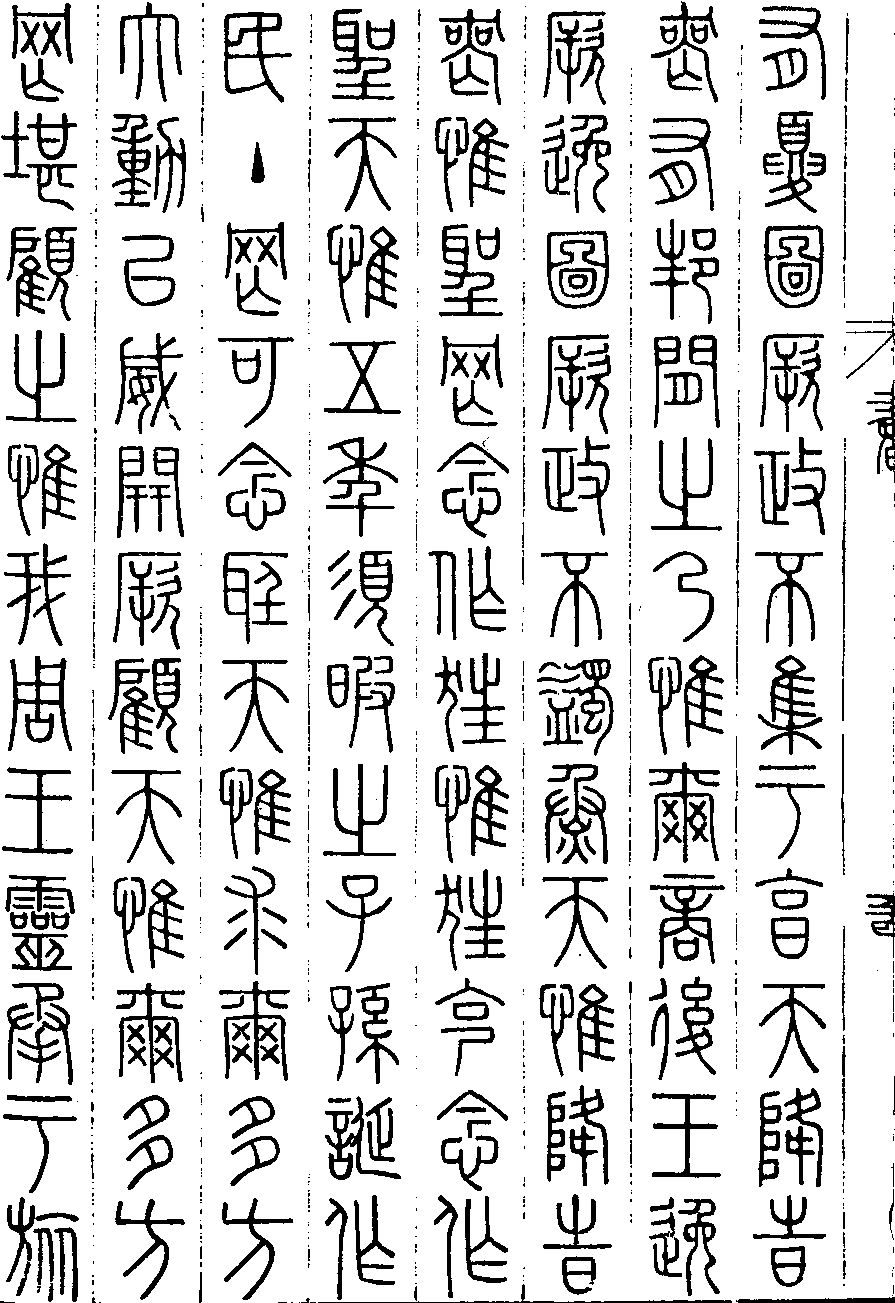 有夏圖厥政不集于享天降旹
喪有邦間之乃惟爾商後王逸
厥逸圖厥政不蠲烝天惟降旹
喪惟聖罔念作狂惟狂克念作
聖天惟五年須暇之子孫誕作
民主罔可念聽天惟求爾多方
大動以威開厥顧天惟爾多方
罔堪顧之惟我周王靈承于旅